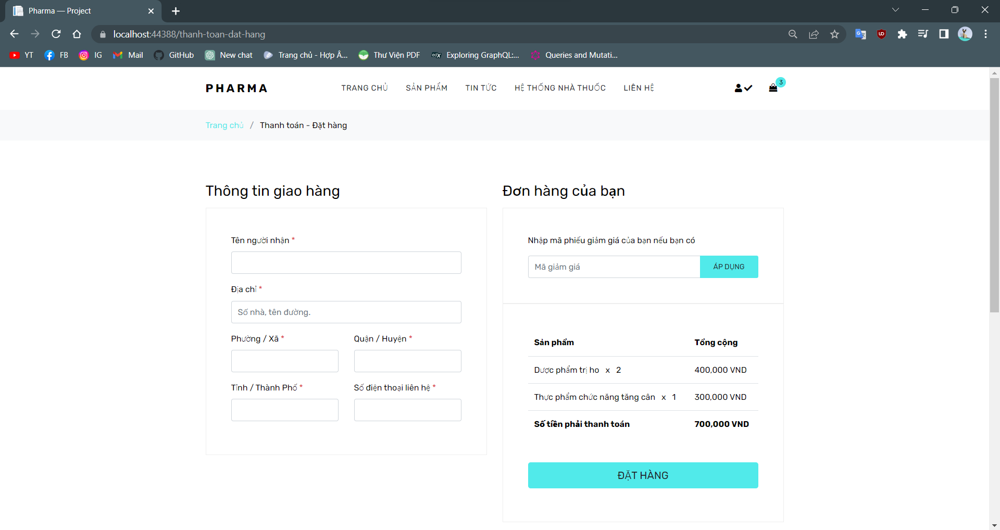 Pharma — Project
localhost:44388/thanh-toan-dat-hang
YT FB IG Mail GitHub New chat Trang chủ - Hợp Â... Thư Viện PDF edX Exploring GraphQL:... Queries and Mutati...
PHARMA TRANG CHỦ SẢN PHẨM TIN TỨC HỆ THỐNG NHÀ THUỐC LIÊN HỆ 3
Trang chủ / Thanh toán - Đặt hàng
Thông tin giao hàng
Tên người nhận *
Địa chỉ *
Số nhà, tên đường.
Phường / Xã * Quận / Huyện *
Tỉnh / Thành Phố * Số điện thoại liên hệ *
Đơn hàng của bạn
Nhập mã phiếu giảm giá của bạn nếu bạn có
Mã giảm giá ÁP DỤNG
Sản phẩm Tổng cộng
Dược phẩm trị ho x 2 400,000 VND
Thực phẩm chức năng tăng cân x 1 300,000 VND
Số tiền phải thanh toán 700,000 VND
ĐẶT HÀNG